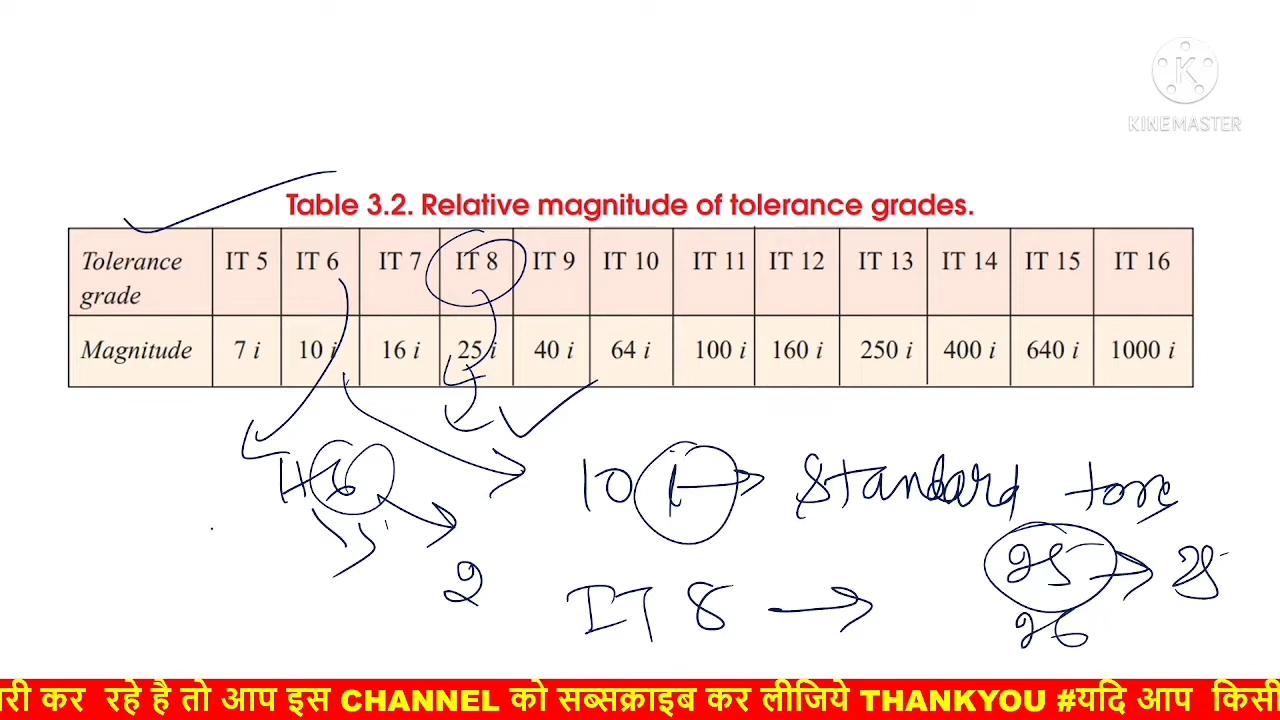 KINEMASTER
Table 3.2. Relative magnitude of tolerance grades.
Tolerance grade IT 5 IT 6 IT 7 IT 8 IT 9 IT 10 IT 11 IT 12 IT 13 IT 14 IT 15 IT 16
Magnitude 7 i 10 i 16 i 25 i 40 i 64 i 100 i 160 i 250 i 400 i 640 i 1000 i
10 i Standard
25
2
IT 8
26
री कर रहे है तो आप इस CHANNEL को सब्सक्राइब कर लीजिये THANKYOU #यदि आप किसी